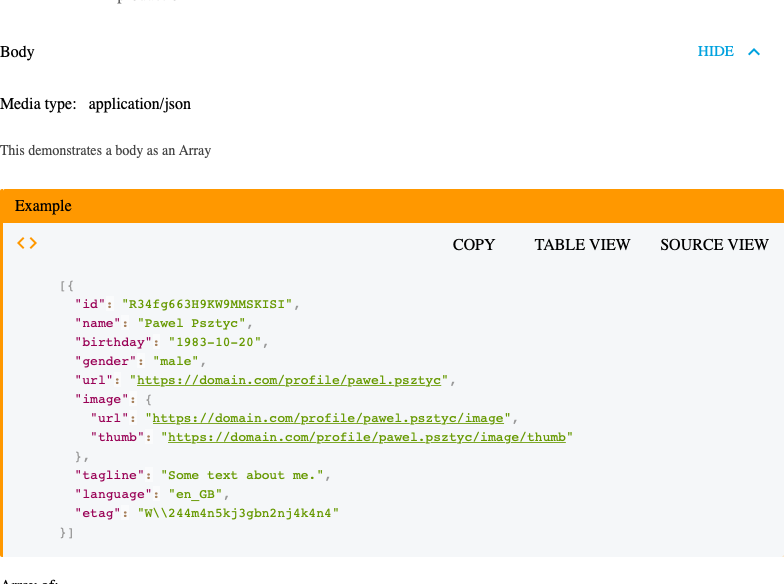 Body
HIDE
Media type: application/json
This demonstrates a body as an Array
Example
<> COPY TABLE VIEW SOURCE VIEW
[{
"id": "R34fg663H9KW9MMSKISI",
"name": "Pawel Psztyc",
"birthday": "1983-10-20",
"gender": "male",
"url": "https://domain.com/profile/pawel.psztyc",
"image": {
"url": "https://domain.com/profile/pawel.psztyc/image",
"thumb": "https://domain.com/profile/pawel.psztyc/image/thumb"
},
"tagline": "Some text about me.",
"language": "en_GB",
"etag": "W\\244m4n5kj3gbn2nj4k4n4"
}]
Array of: